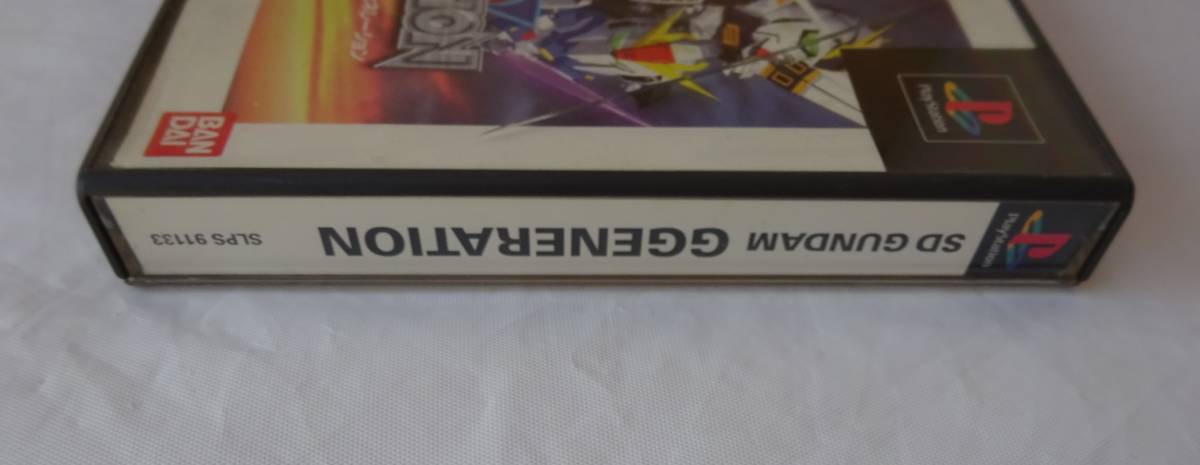 PlayStation
BAN
DAI
PlayStation
SD GUNDAM GGENERATION
SLPS 91133